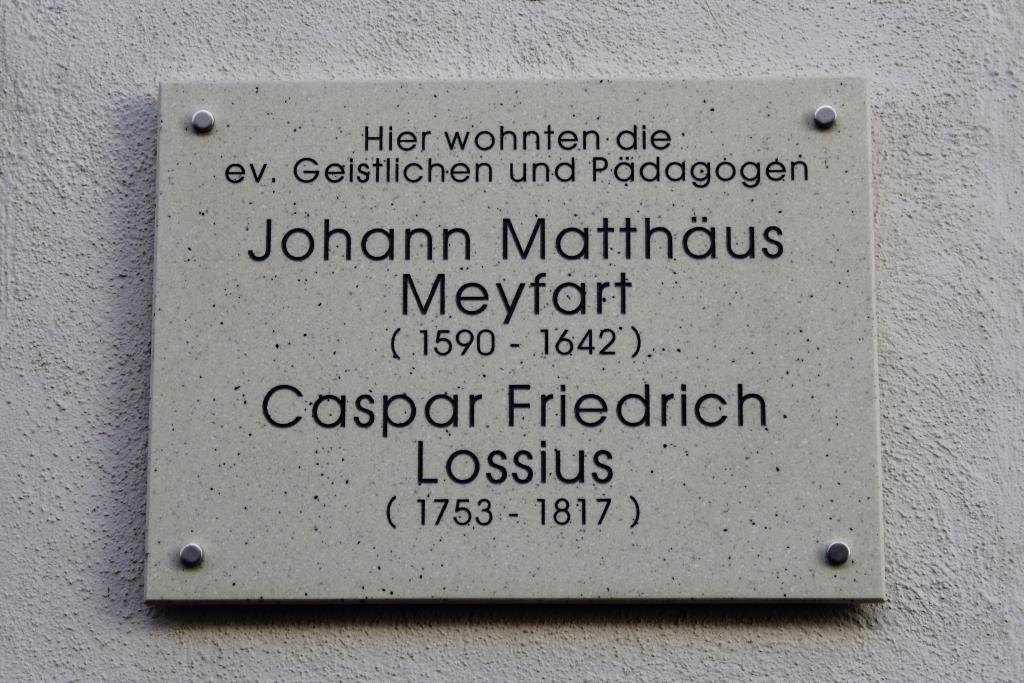 Hier wohnten die
ev. Geistlichen und Pädagogen
Johann Matthäus
Meyfart
( 1590 - 1642 )
Caspar Friedrich
Lossius
( 1753 - 1817 )